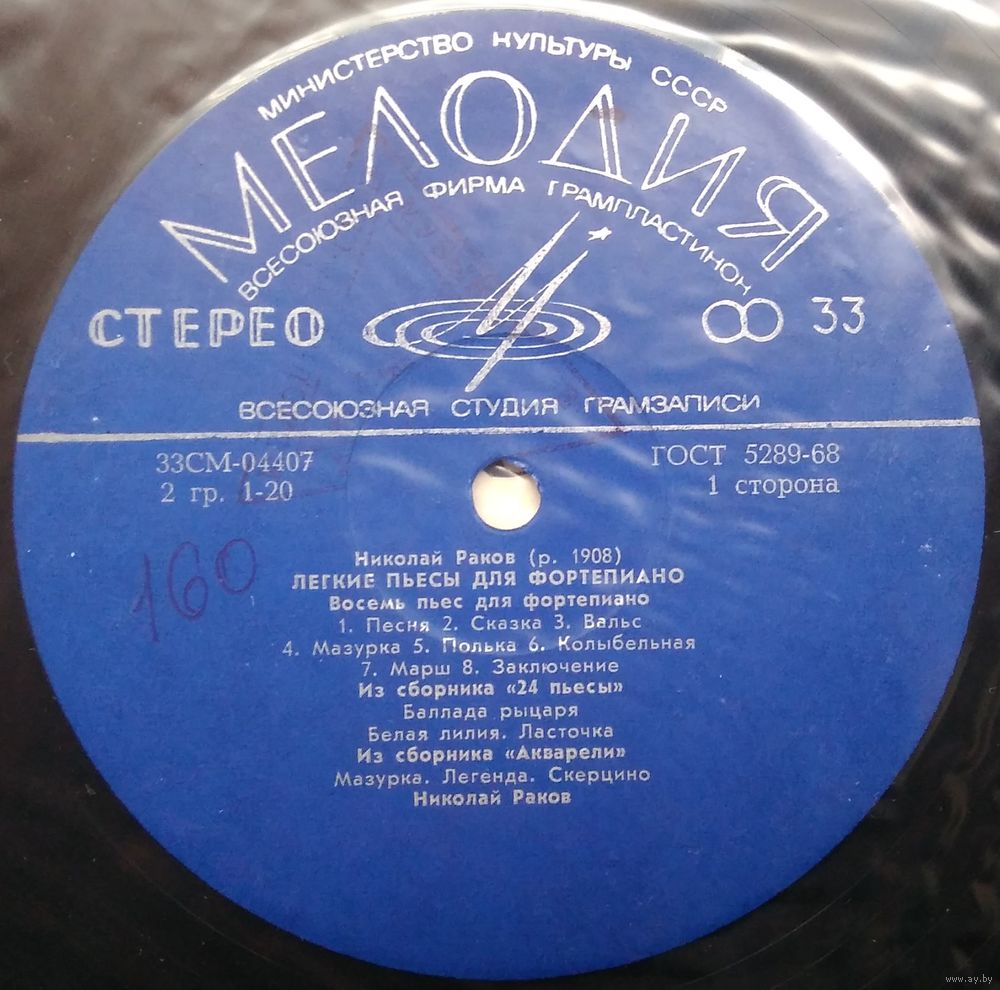 МИНИСТЕРСТВО КУЛЬТУРЫ СССР
МЕЛОДИЯ
ВСЕСОЮЗНАЯ ФИРМА ГРАМПЛАСТИНОК
СТЕРЕО 33
ВСЕСОЮЗНАЯ СТУДИЯ ГРАМЗАПИСИ
33СМ-04407 ГОСТ 5289-68
2 гр. 1-20 1 сторона
160
Николай Раков (р. 1908)
ЛЕГКИЕ ПЬЕСЫ ДЛЯ ФОРТЕПИАНО
Восемь пьес для фортепиано
1. Песня 2. Сказка 3. Вальс
4. Мазурка 5. Полька 6. Колыбельная
7. Марш 8. Заключение
Из сборника «24 пьесы»
Баллада рыцаря
Белая лилия. Ласточка
Из сборника «Акварели»
Мазурка. Легенда. Скерцино
Николай Раков
www.ay.by